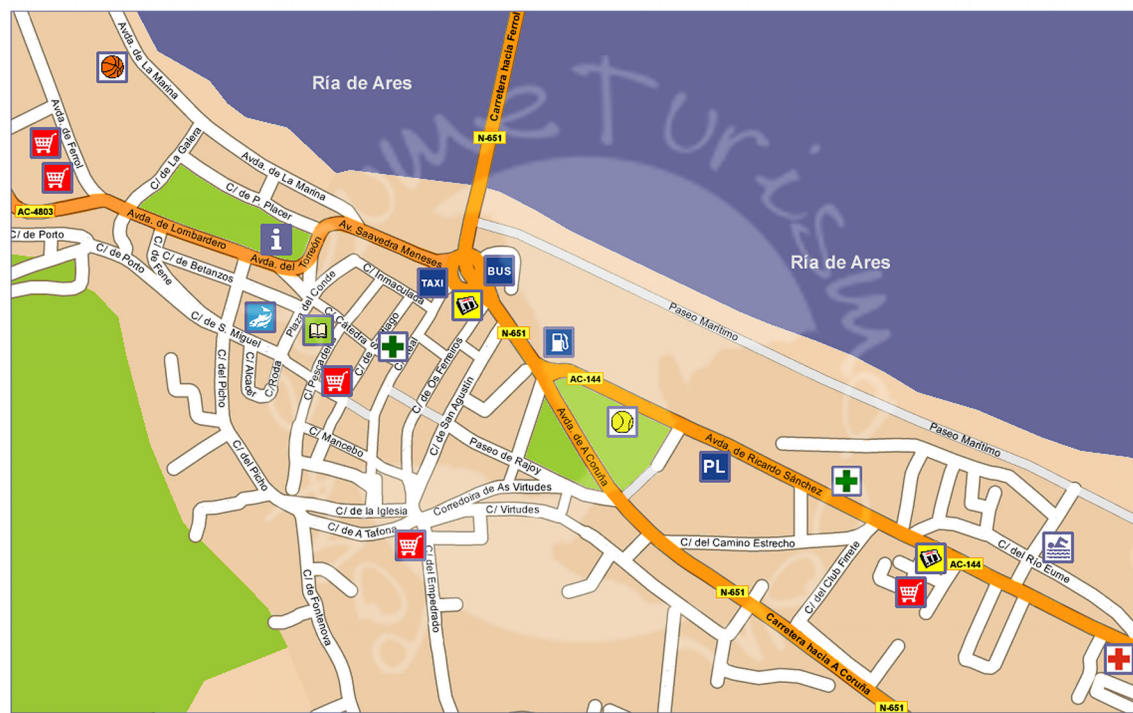 Avda. de La Marina
Carretera hacia Ferrol
Ría de Ares
Avda. de Ferrol
N-651
C/ de La Galera
Avda. de La Marina
C/ de P. Placer
AC-4803
Avda. de Lombardero
Av. Saavedra Meneses
C/ de Porto
C/ de Porto
C/ de Fene
C/ de Betanzos
Avda. del Torreón
i
Ría de Ares
TAXI
BUS
C/ Inmaculada
Plaza del Conde
Paseo Marítimo
C/ de S. Miguel
C/ Cátedra
N-651
C/ Alcacer
C/Roda
C/ de Os Ferreiros
C/ de San Agustín
C/ del Picho
AC-144
C/ Mancebo
Paseo de Rajoy
Avda. de A Coruña
Avda. de Ricardo Sánchez
Paseo Marítimo
PL
C/ del Picho
Corredoira de As Virtudes
C/ de la Iglesia
C/ Virtudes
C/ de A Tafona
C/ del Camino Estrecho
C/ del Río Eume
C/ del Club Firrete
AC-144
C/ de Fontenova
C/ del Empedrado
N-651
Carretera hacia A Coruña
N-651